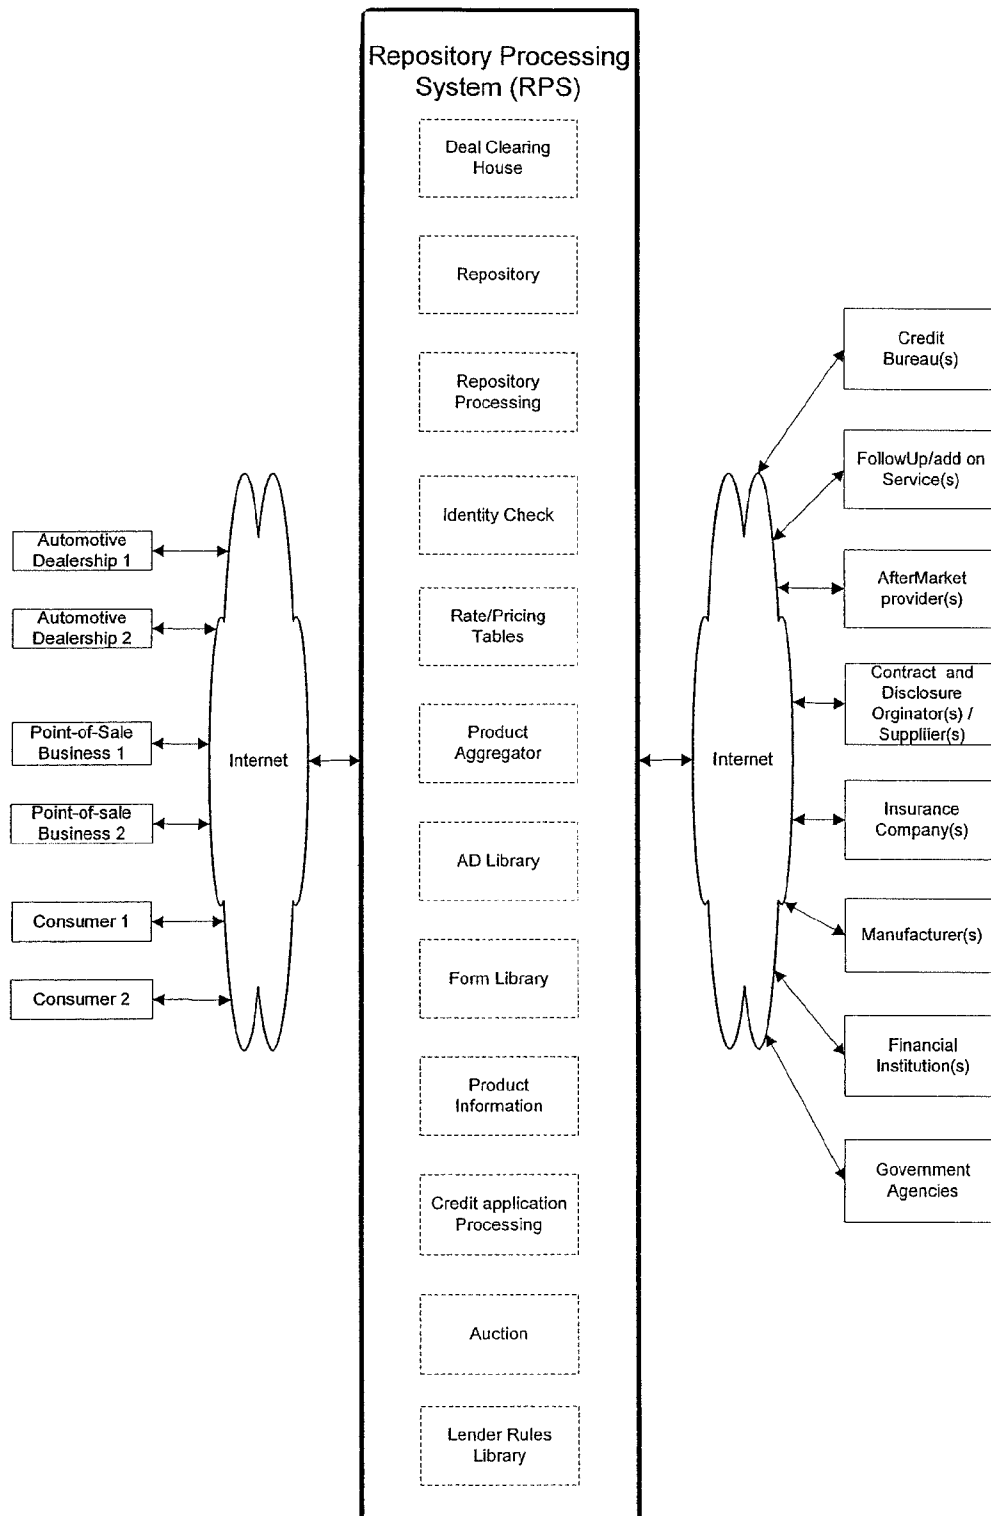 Repository Processing
System (RPS)
Deal Clearing
House
Repository
Repository
Processing
Identity Check
Rate/Pricing
Tables
Product
Aggregator
AD Library
Form Library
Product
Information
Credit application
Processing
Auction
Lender Rules
Library
Automotive
Dealership 1
Automotive
Dealership 2
Point-of-Sale
Business 1
Point-of-sale
Business 2
Consumer 1
Consumer 2
Internet
Internet
Credit
Bureau(s)
FollowUp/add on
Service(s)
AfterMarket
provider(s)
Contract and
Disclosure
Orginator(s) /
Suppliier(s)
Insurance
Company(s)
Manufacturer(s)
Financial
Institution(s)
Government
Agencies